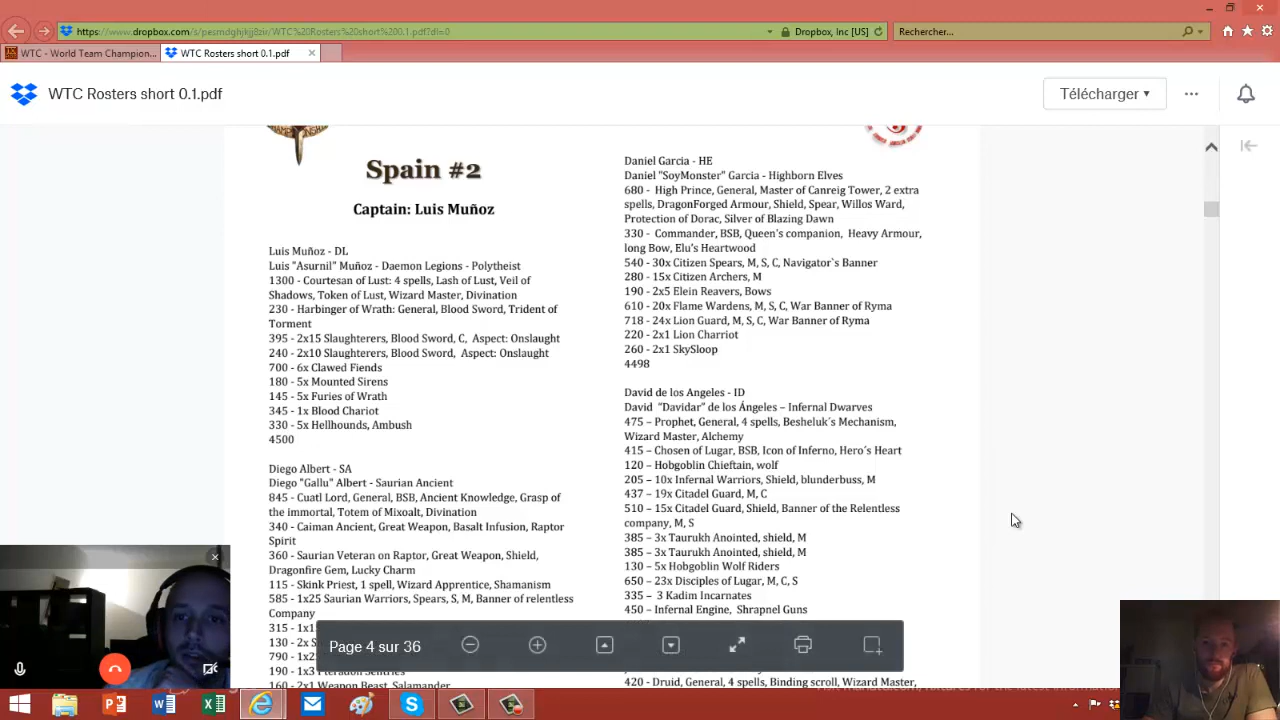 https://www.dropbox.com/s/pesmdghjkjj8zir/WTC%20Rosters%20short%200.1.pdf?dl=0
Dropbox, Inc [US]
Rechercher...
WTC - World Team Champion...
WTC Rosters short 0.1.pdf
WTC Rosters short 0.1.pdf
Télécharger
Spain #2
Captain: Luis Muñoz
Luis Muñoz - DL
Luis "Asurnil" Muñoz - Daemon Legions - Polytheist
1300 - Courtesan of Lust: 4 spells, Lash of Lust, Veil of
Shadows, Token of Lust, Wizard Master, Divination
230 - Harbinger of Wrath: General, Blood Sword, Trident of
Torment
395 - 2x15 Slaughterers, Blood Sword, C, Aspect: Onslaught
240 - 2x10 Slaughterers, Blood Sword, Aspect: Onslaught
700 - 6x Clawed Fiends
180 - 5x Mounted Sirens
145 - 5x Furies of Wrath
345 - 1x Blood Chariot
330 - 5x Hellhounds, Ambush
4500
Diego Albert - SA
Diego "Gallu" Albert - Saurian Ancient
845 - Cuatl Lord, General, BSB, Ancient Knowledge, Grasp of
the immortal, Totem of Mixoalt, Divination
340 - Caiman Ancient, Great Weapon, Basalt Infusion, Raptor
Spirit
360 - Saurian Veteran on Raptor, Great Weapon, Shield,
Dragonfire Gem, Lucky Charm
115 - Skink Priest, 1 spell, Wizard Apprentice, Shamanism
585 - 1x25 Saurian Warriors, Spears, S, M, Banner of relentless
Company
315 - 1x1
130 - 2x S
790 - 1x2
190 - 1x3 Pteradon Sentries
160 - 2x1 Weapon Beast, Salamander
Daniel Garcia - HE
Daniel "SoyMonster" Garcia - Highborn Elves
680 - High Prince, General, Master of Canreig Tower, 2 extra
spells, DragonForged Armour, Shield, Spear, Willos Ward,
Protection of Dorac, Silver of Blazing Dawn
330 - Commander, BSB, Queen's companion, Heavy Armour,
long Bow, Elu's Heartwood
540 - 30x Citizen Spears, M, S, C, Navigator`s Banner
280 - 15x Citizen Archers, M
190 - 2x5 Elein Reavers, Bows
610 - 20x Flame Wardens, M, S, C, War Banner of Ryma
718 - 24x Lion Guard, M, S, C, War Banner of Ryma
220 - 2x1 Lion Charriot
260 - 2x1 SkySloop
4498
David de los Angeles - ID
David "Davidar" de los Ángeles – Infernal Dwarves
475 – Prophet, General, 4 spells, Besheluk´s Mechanism,
Wizard Master, Alchemy
415 – Chosen of Lugar, BSB, Icon of Inferno, Hero´s Heart
120 – Hobgoblin Chieftain, wolf
205 – 10x Infernal Warriors, Shield, blunderbuss, M
437 – 19x Citadel Guard, M, C
510 – 15x Citadel Guard, Shield, Banner of the Relentless
company, M, S
385 – 3x Taurukh Anointed, shield, M
385 – 3x Taurukh Anointed, shield, M
130 – 5x Hobgoblin Wolf Riders
650 – 23x Disciples of Lugar, M, C, S
335 – 3 Kadim Incarnates
450 – Infernal Engine, Shrapnel Guns
420 - Druid, General, 4 spells, Binding scroll, Wizard Master,
Page 4 sur 36